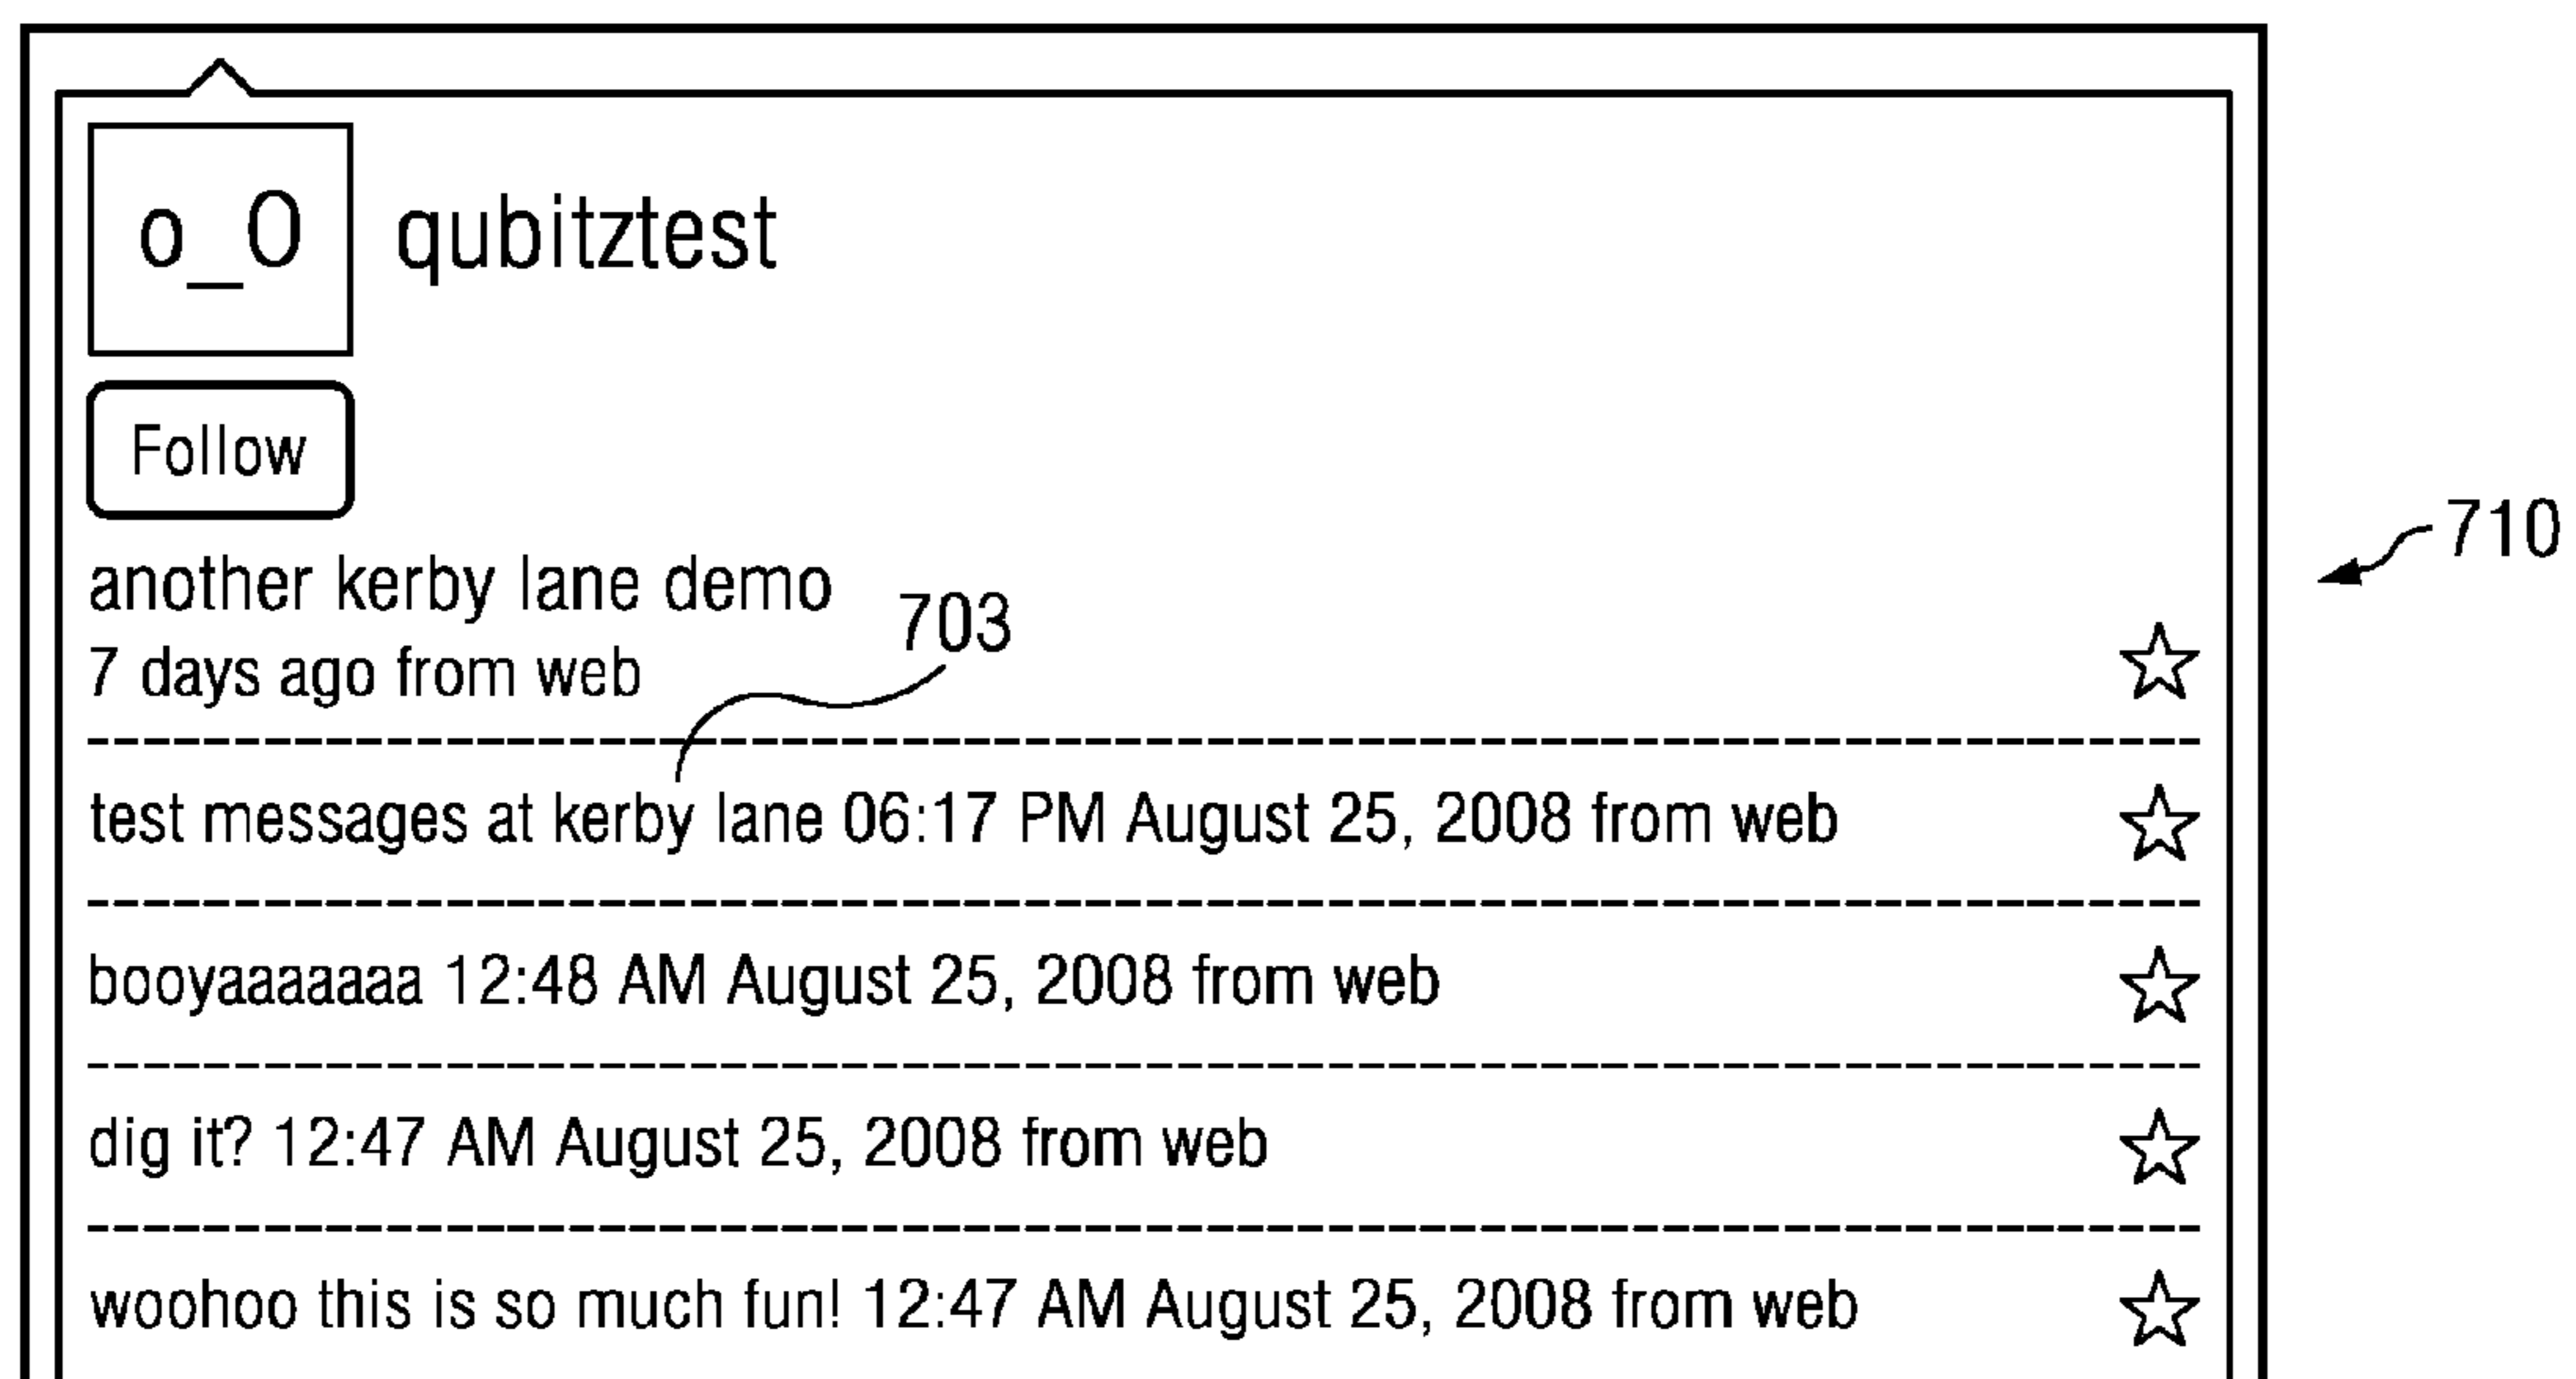 o_O qubitztest
Follow
710
another kerby lane demo
703
7 days ago from web
test messages at kerby lane 06:17 PM August 25, 2008 from web
booyaaaaaaa 12:48 AM August 25, 2008 from web
dig it? 12:47 AM August 25, 2008 from web
woohoo this is so much fun! 12:47 AM August 25, 2008 from web